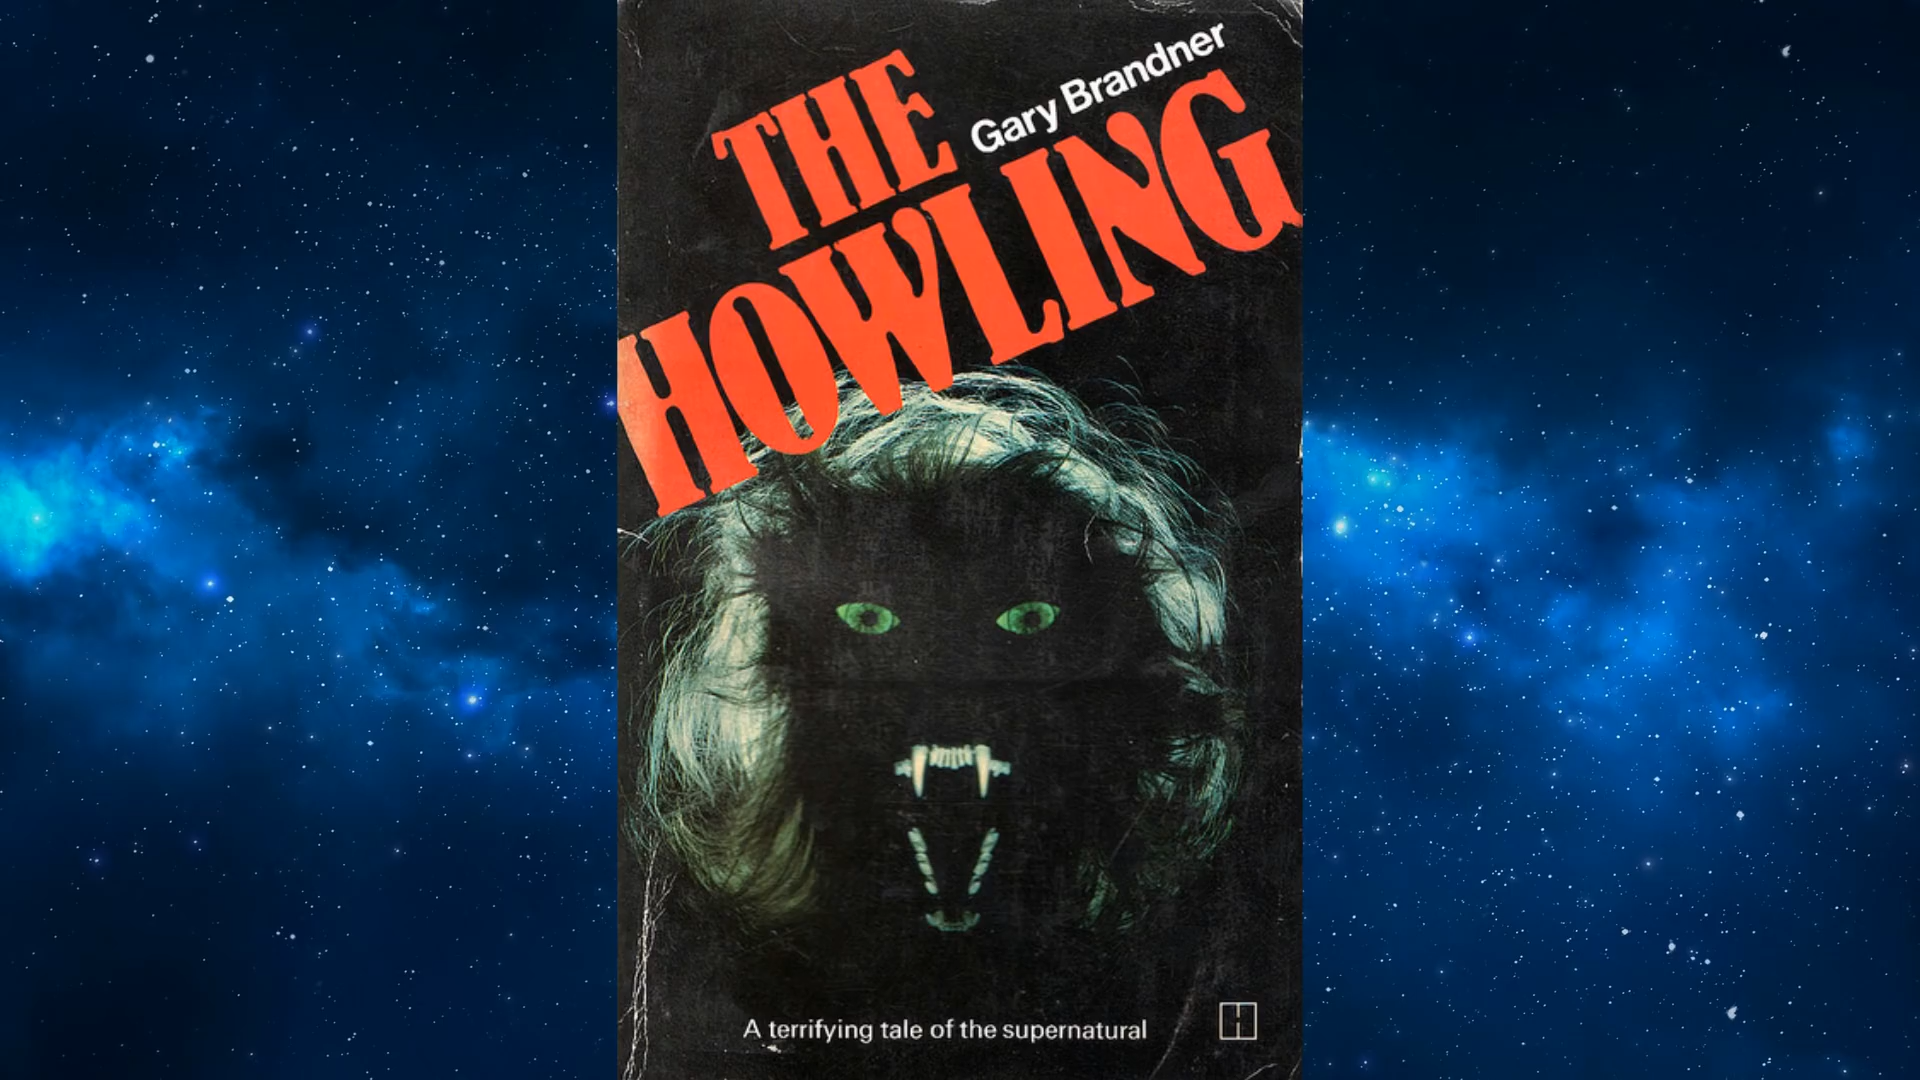 THE
Gary Brandner
HOWLING
A terrifying tale of the supernatural
H